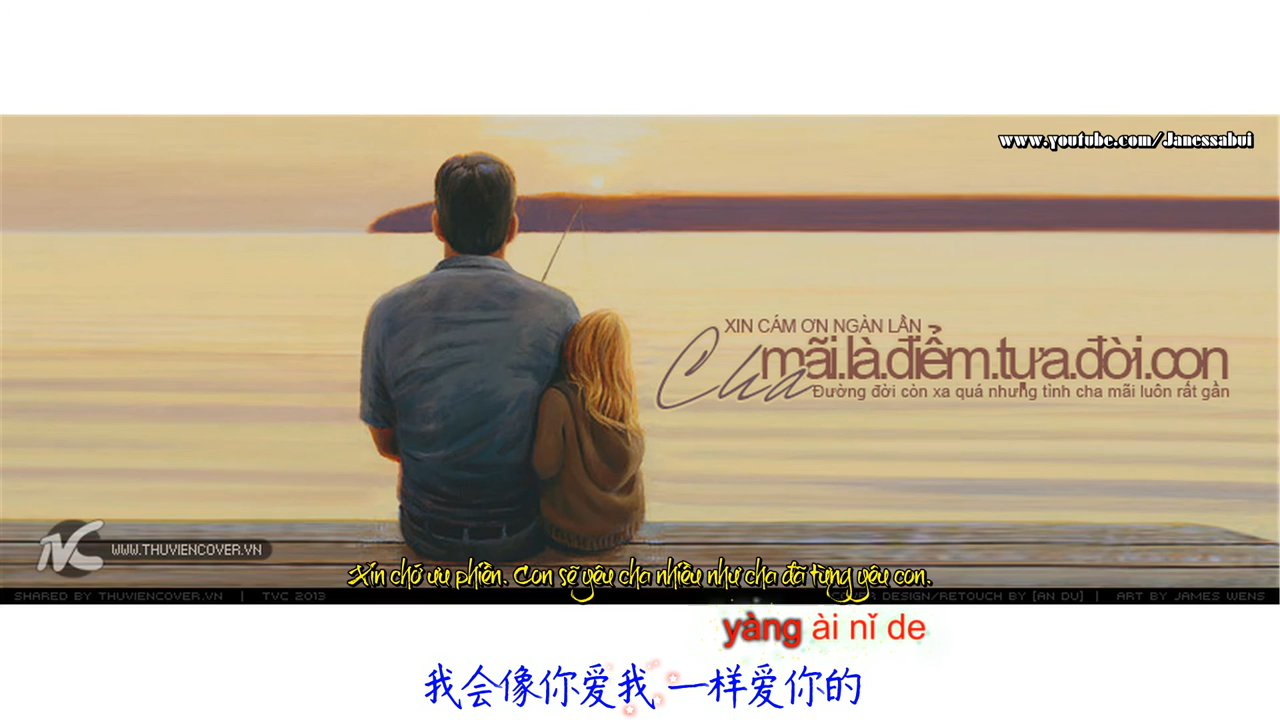 www.youtube.com/Janessabui
XIN CÁM ƠN NGÀN LẦN
Cha mãi.là.điểm.tựa.đời.con
Đường đời còn xa quá nhưng tình cha mãi luôn rất gần
TVC WWW.THUVIENCOVER.VN
Xin chớ ưu phiền. Con sẽ yêu cha nhiều như cha đã từng yêu con.
SHARED BY THUVIENCOVER.VN | TVC 2013
COVER DESIGN/RETOUCH BY [AN DU] | ART BY JAMES WENS
yàng ài nǐ de
我会像你爱我 一样爱你的